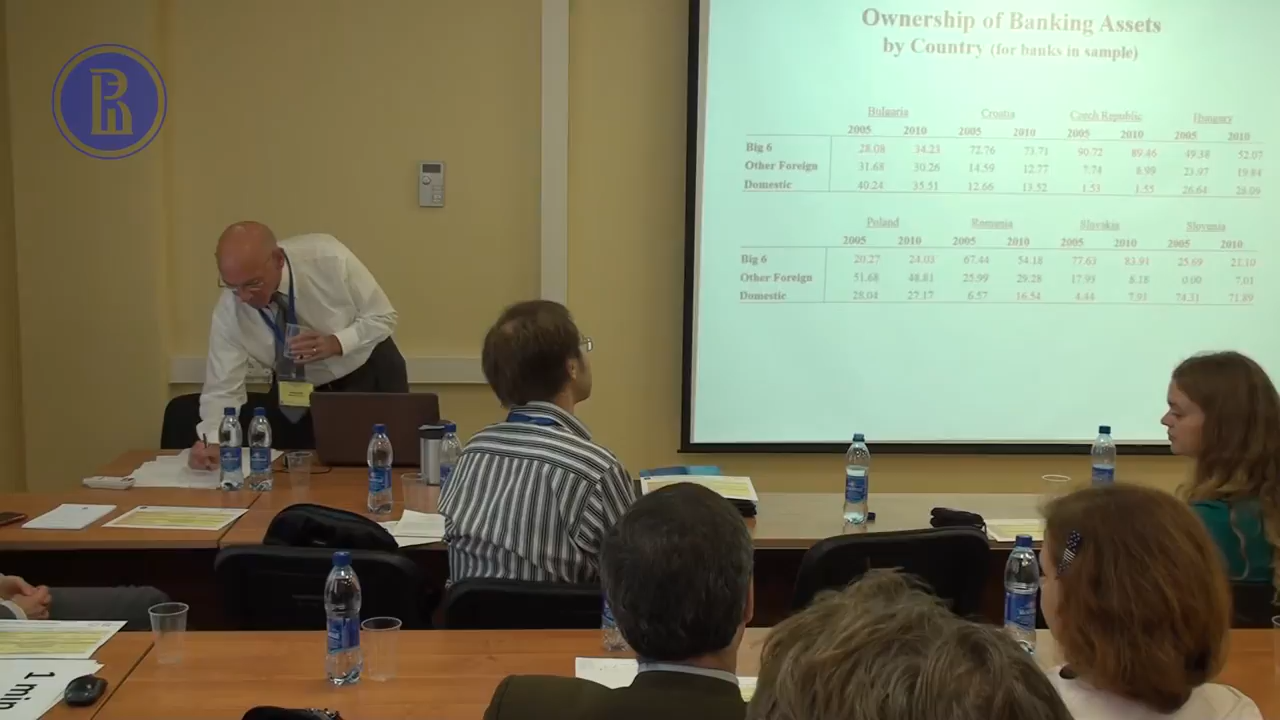 Ownership of Banking Assets
by Country (for banks in sample)
Bulgaria Croatia Czech Republic Hungary
2005 2010 2005 2010 2005 2010 2005 2010
Big 6 28.08 34.23 72.76 73.71 90.72 89.46 49.38 52.07
Other Foreign 31.68 30.26 14.59 12.77 7.74 8.99 23.97 19.84
Domestic 40.24 35.51 12.66 13.52 1.53 1.55 26.64 28.09
Poland Romania Slovakia Slovenia
2005 2010 2005 2010 2005 2010 2005 2010
Big 6 20.27 24.03 67.44 54.18 77.63 83.91 25.69 21.10
Other Foreign 51.68 48.81 25.99 29.28 17.93 8.18 0.00 7.01
Domestic 28.04 27.17 6.57 16.54 4.44 7.91 74.31 71.89
1 min